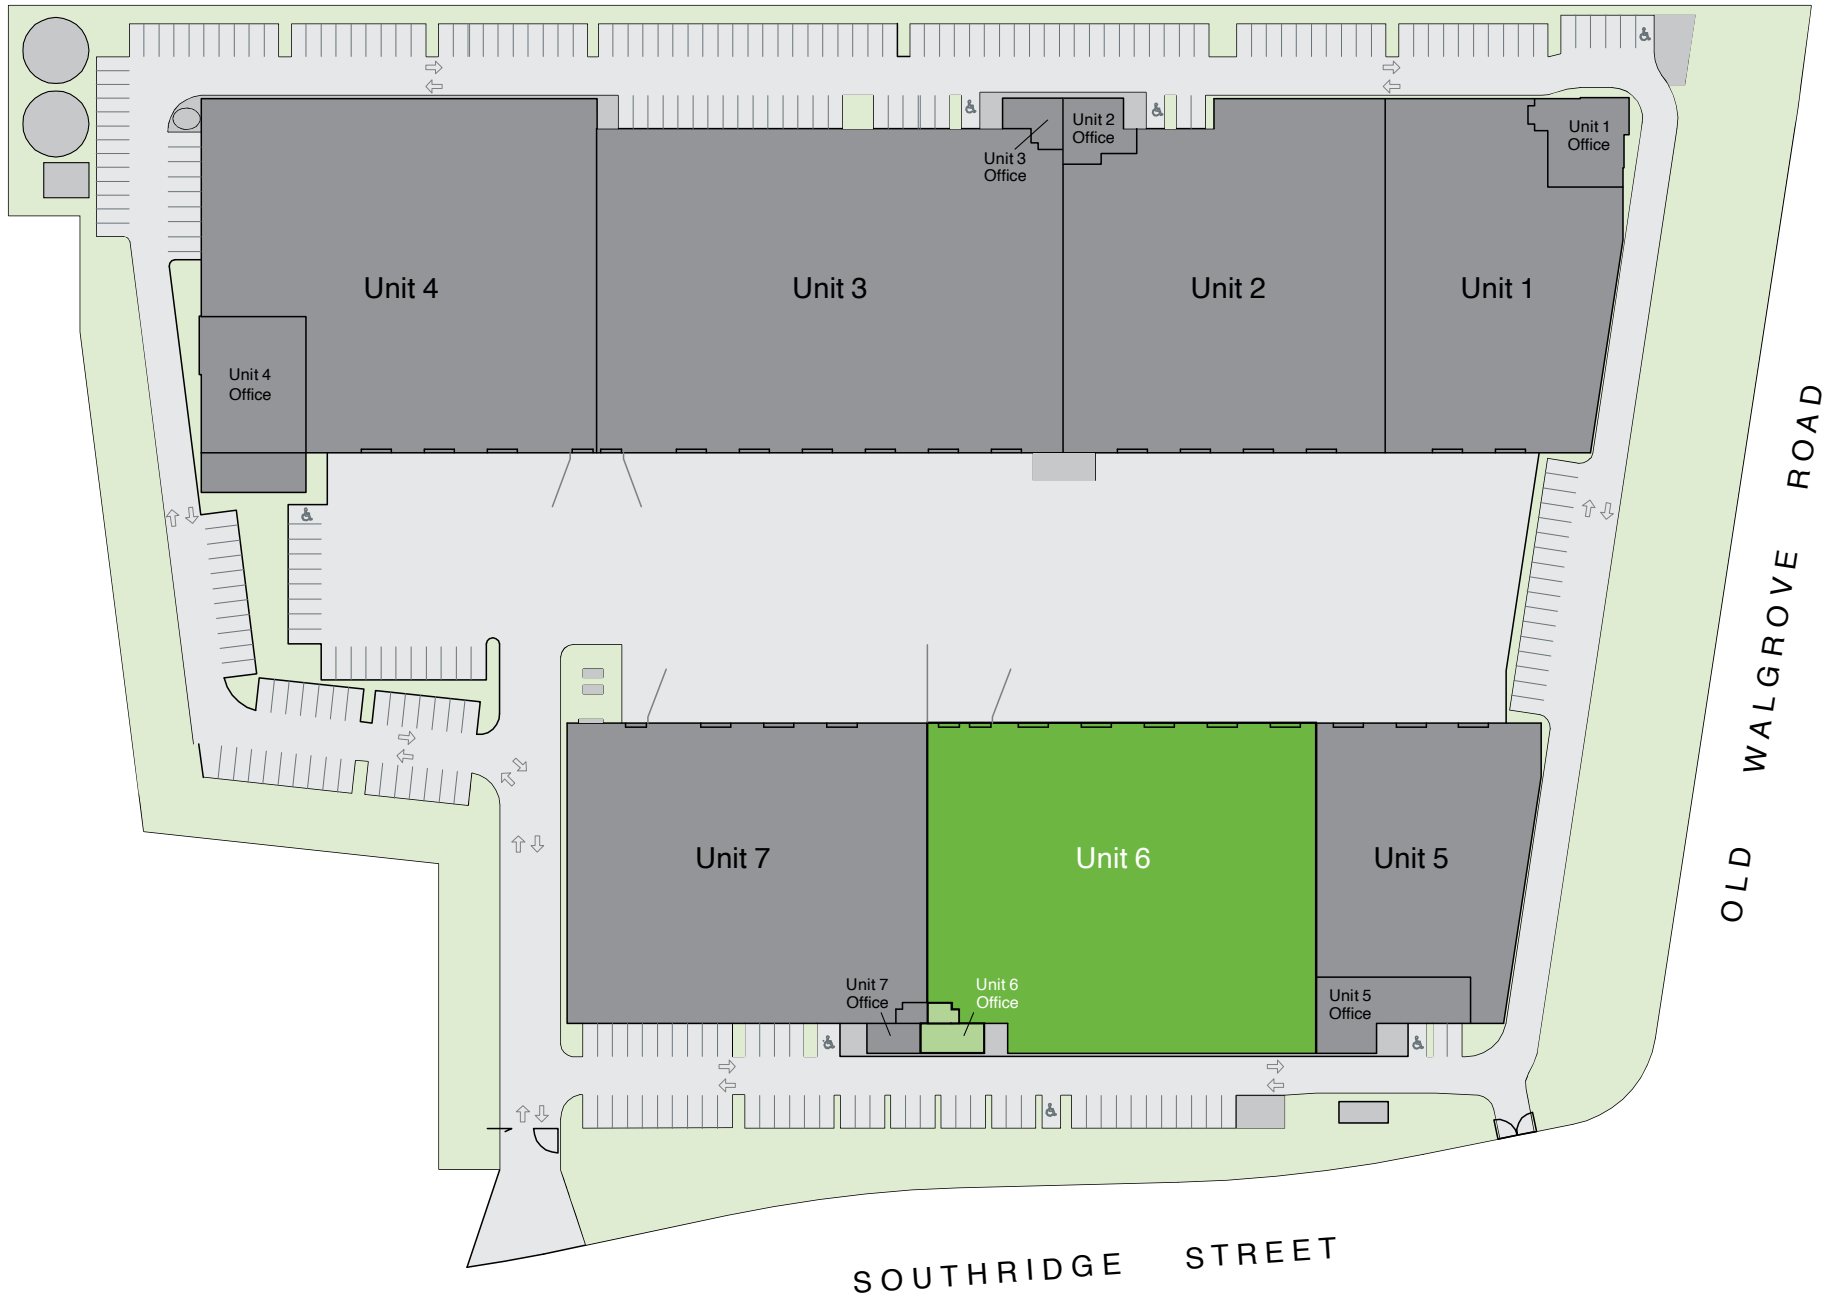 Unit 2
Office
Unit 1
Office
Unit 3
Office
Unit 4
Unit 3
Unit 2
Unit 1
Unit 4
Office
OLD WALGROVE ROAD
Unit 7
Unit 6
Unit 5
Unit 7
Office
Unit 6
Office
Unit 5
Office
SOUTHRIDGE STREET